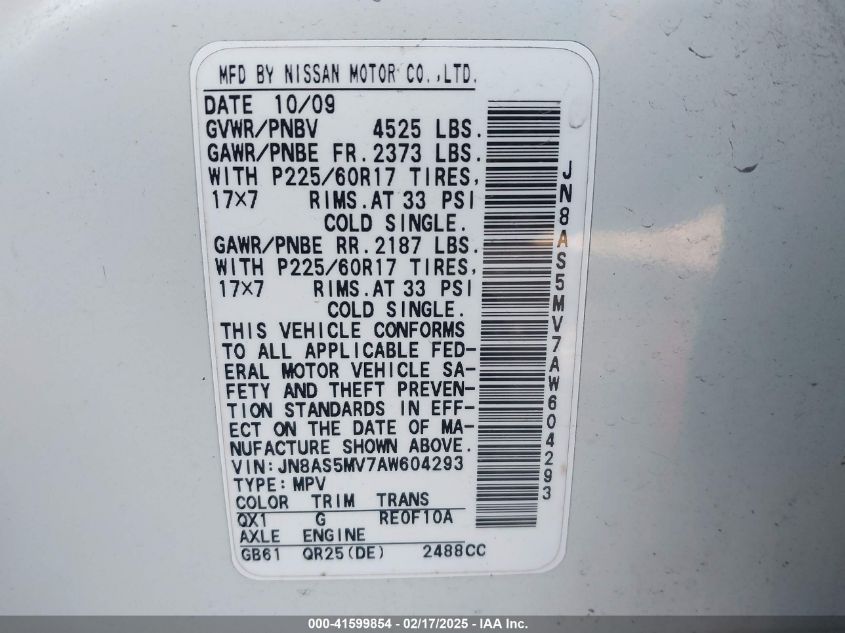 MFD BY NISSAN MOTOR CO.,LTD.
DATE 10/09
GVWR/PNBV 4525 LBS.
GAWR/PNBE FR.2373 LBS.
WITH P225/60R17 TIRES,
17×7 RIMS.AT 33 PSI
COLD SINGLE.
GAWR/PNBE RR.2187 LBS.
WITH P225/60R17 TIRES,
17×7 RIMS.AT 33 PSI
COLD SINGLE.
THIS VEHICLE CONFORMS
TO ALL APPLICABLE FED-
ERAL MOTOR VEHICLE SA-
FETY AND THEFT PREVEN-
TION STANDARDS IN EFF-
ECT ON THE DATE OF MA-
NUFACTURE SHOWN ABOVE.
VIN:JN8AS5MV7AW604293
TYPE:MPV
COLOR TRIM TRANS
QX1 G RE0F10A
AXLE ENGINE
GB61 QR25(DE) 2488CC
JN8AS5MV7AW604293
000-41599854 - 02/17/2025 - IAA Inc.